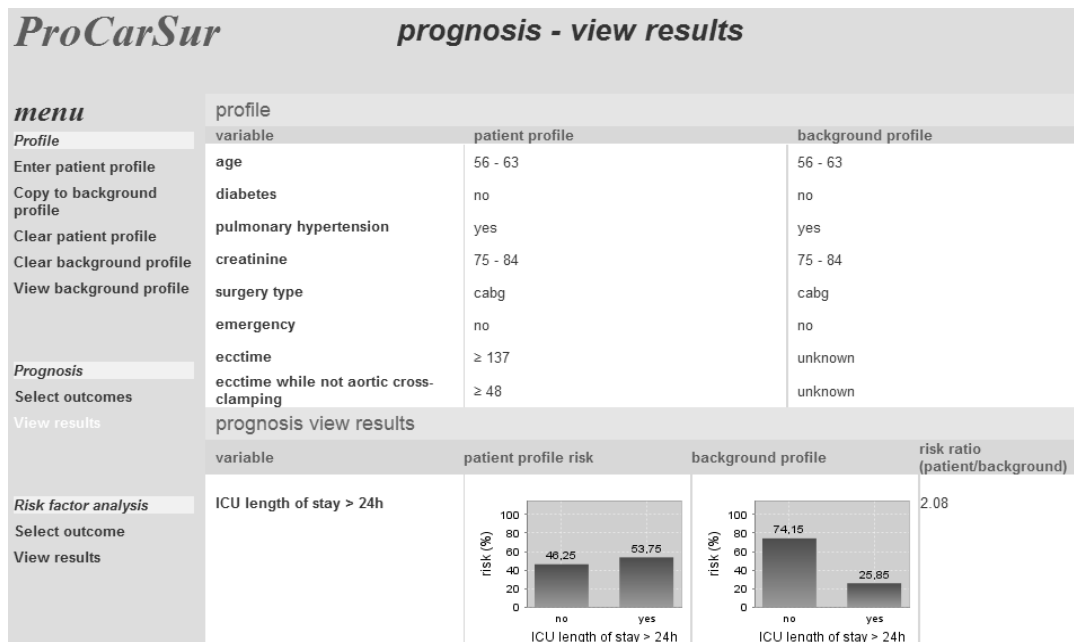 ProCarSur
prognosis - view results
menu
Profile
Enter patient profile
Copy to background
profile
Clear patient profile
Clear background profile
View background profile
Prognosis
Select outcomes
View results
Risk factor analysis
Select outcome
View results
profile
variable patient profile background profile
age 56 - 63 56 - 63
diabetes no no
pulmonary hypertension yes yes
creatinine 75 - 84 75 - 84
surgery type cabg cabg
emergency no no
ecctime ≥ 137 unknown
ecctime while not aortic cross-
clamping ≥ 48 unknown
prognosis view results
variable patient profile risk background profile risk ratio
(patient/background)
ICU length of stay > 24h 2.08
risk (%)
100
80
60
40
20
0
46,25 53,75
no yes
ICU length of stay > 24h
risk (%)
100
80
60
40
20
0
74,15 25,85
no yes
ICU length of stay > 24h